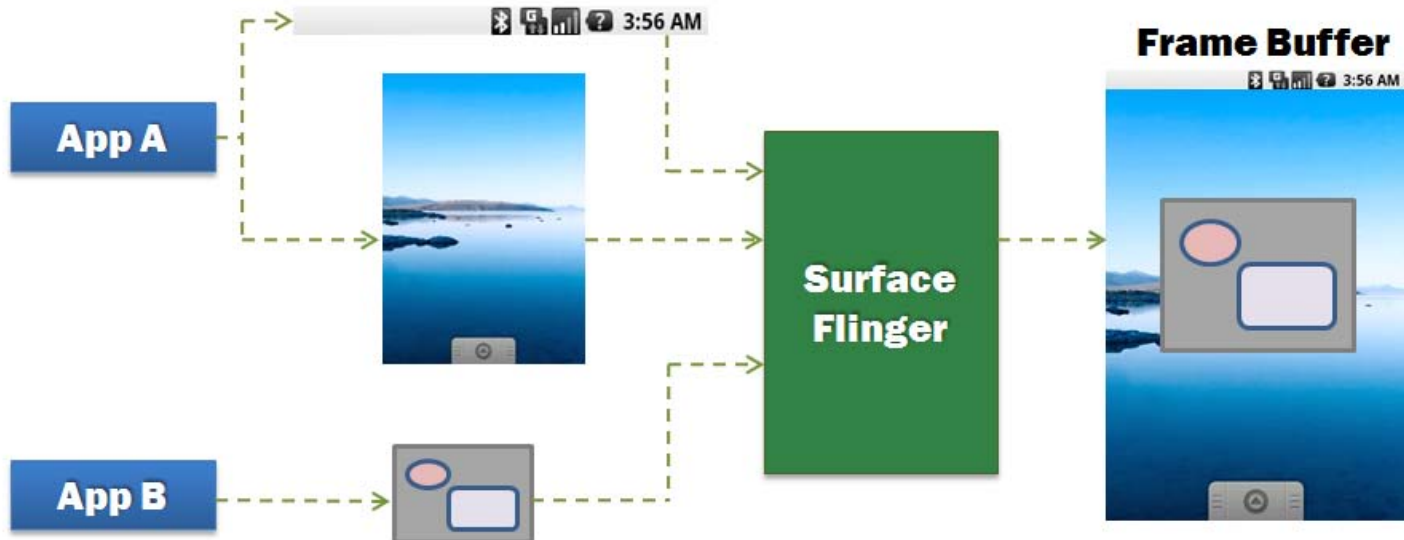 3:56 AM
Frame Buffer
G
3:56 AM
App A
Surface
Flinger
App B